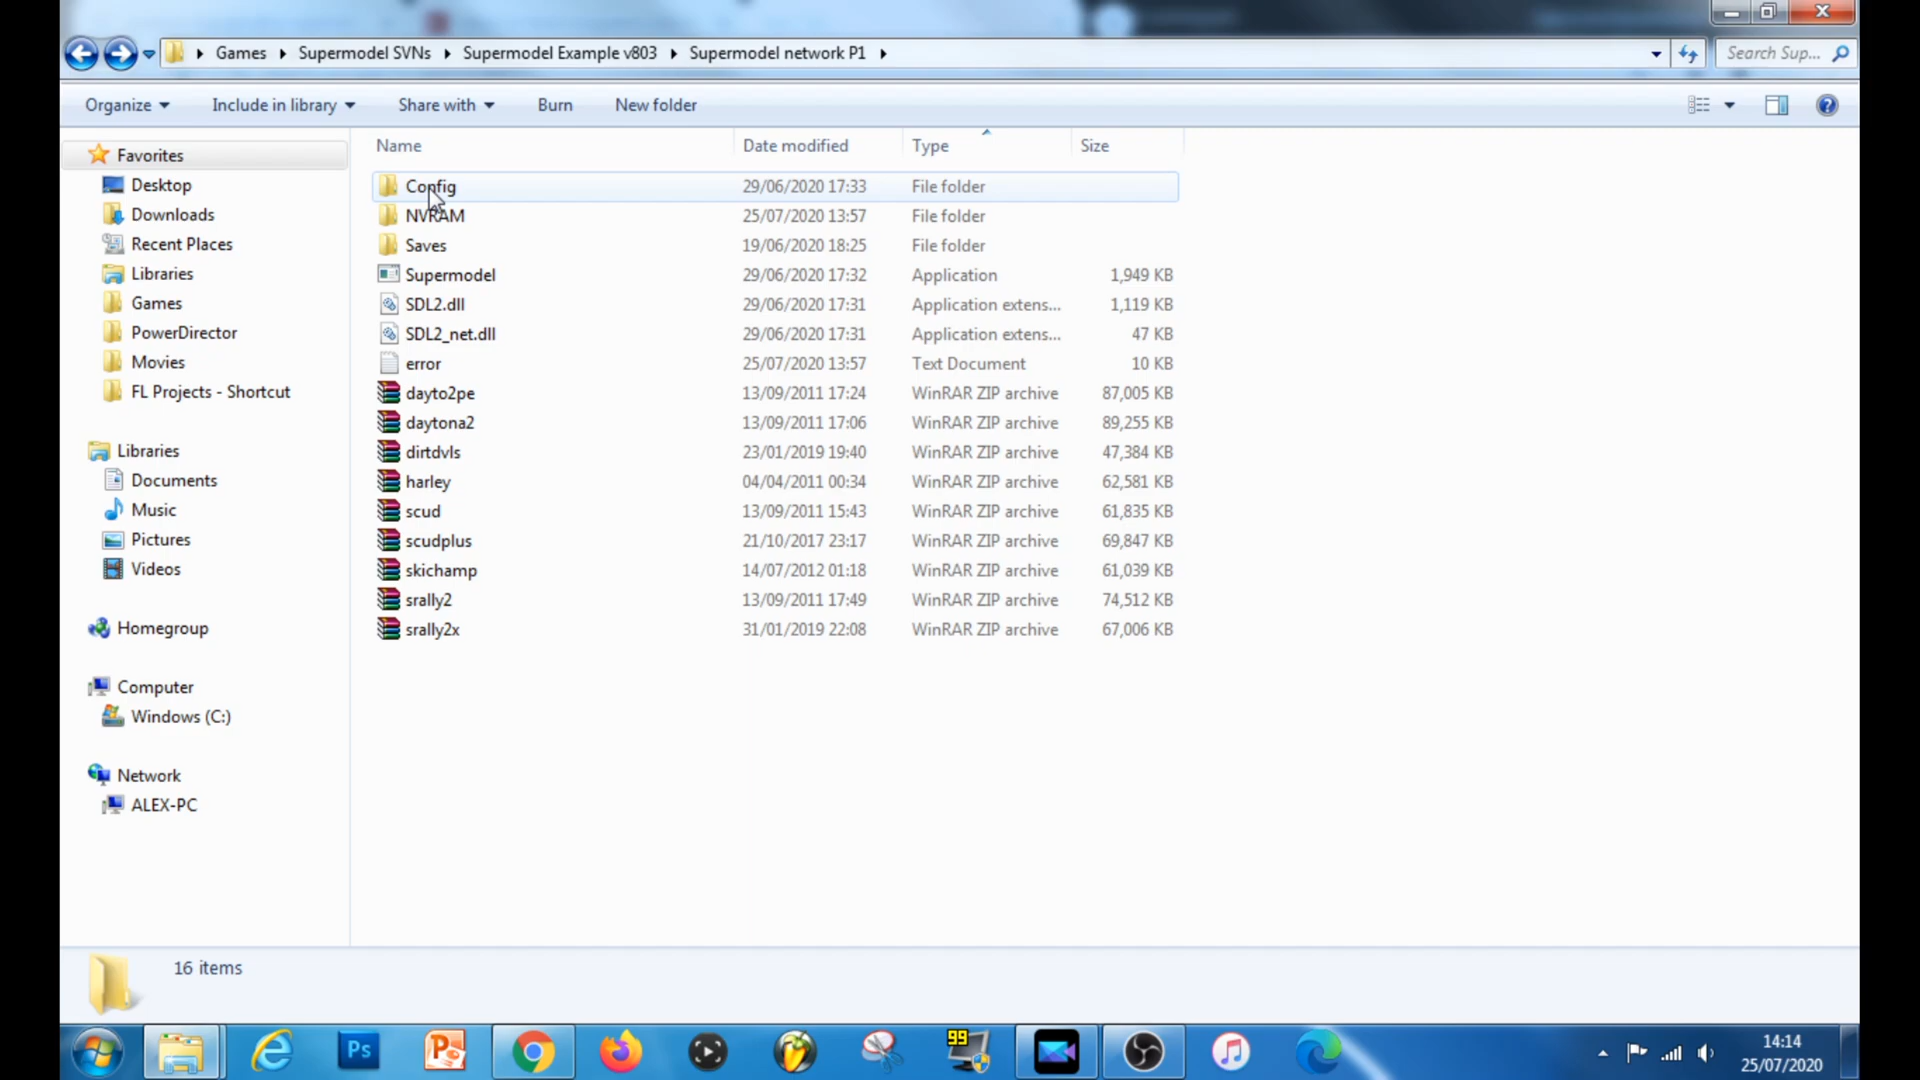 Games Supermodel SVNs Supermodel Example v803 Supermodel network P1 Search Sup...
Organize Include in library Share with Burn New folder
Name Date modified Type Size
Favorites
Desktop
Downloads
Recent Places
Libraries
Games
PowerDirector
Movies
FL Projects - Shortcut
Libraries
Documents
Music
Pictures
Videos
Homegroup
Computer
Windows (C:)
Network
ALEX-PC
Config 29/06/2020 17:33 File folder
NVRAM 25/07/2020 13:57 File folder
Saves 19/06/2020 18:25 File folder
Supermodel 29/06/2020 17:32 Application 1,949 KB
SDL2.dll 29/06/2020 17:31 Application extens... 1,119 KB
SDL2_net.dll 29/06/2020 17:31 Application extens... 47 KB
error 25/07/2020 13:57 Text Document 10 KB
dayto2pe 13/09/2011 17:24 WinRAR ZIP archive 87,005 KB
daytona2 13/09/2011 17:06 WinRAR ZIP archive 89,255 KB
dirtdvls 23/01/2019 19:40 WinRAR ZIP archive 47,384 KB
harley 04/04/2011 00:34 WinRAR ZIP archive 62,581 KB
scud 13/09/2011 15:43 WinRAR ZIP archive 61,835 KB
scudplus 21/10/2017 23:17 WinRAR ZIP archive 69,847 KB
skichamp 14/07/2012 01:18 WinRAR ZIP archive 61,039 KB
srally2 13/09/2011 17:49 WinRAR ZIP archive 74,512 KB
srally2x 31/01/2019 22:08 WinRAR ZIP archive 67,006 KB
16 items
Ps
99
14:14
25/07/2020